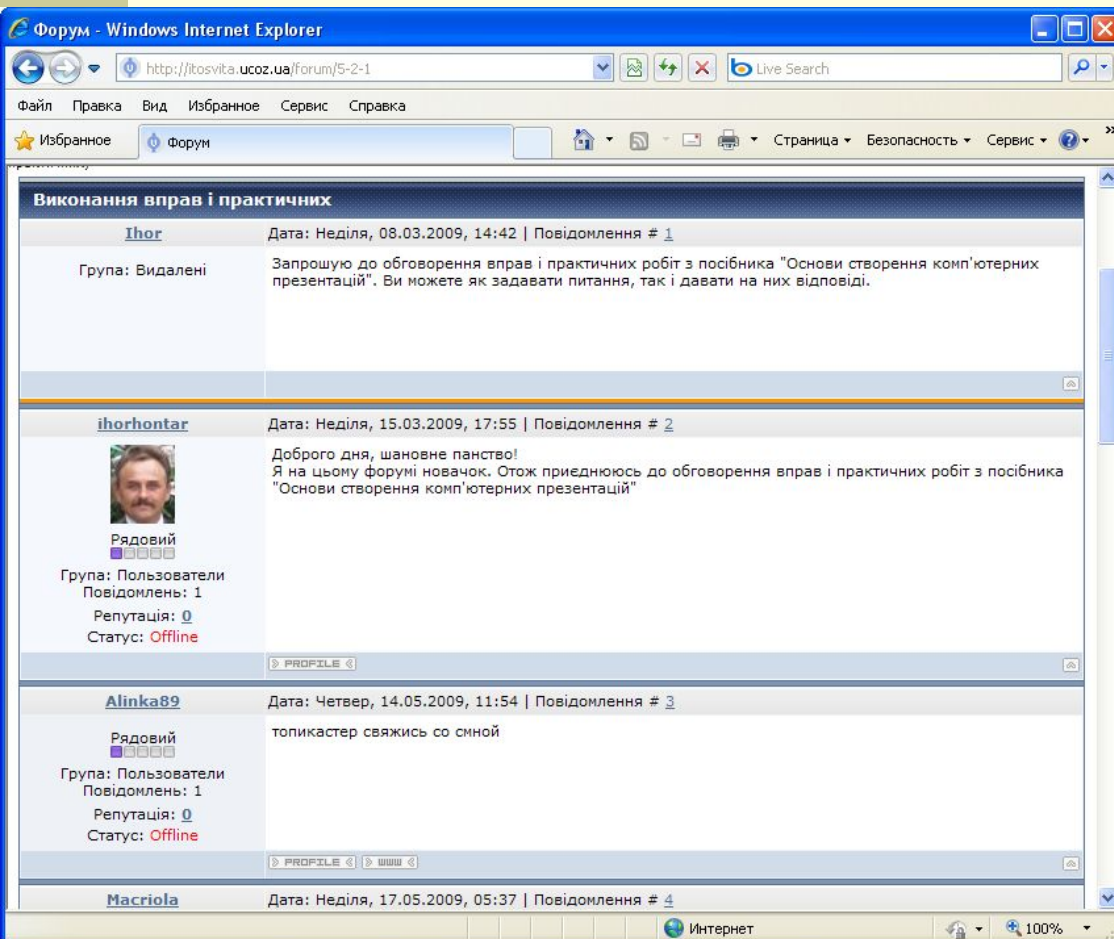 Форум - Windows Internet Explorer
http://itosvita.ucoz.ua/forum/5-2-1
Live Search
Файл Правка Вид Избранное Сервис Справка
Избранное
Форум
Страница Безопасность Сервис
Виконання вправ і практичних
Ihor
Дата: Неділя, 08.03.2009, 14:42 | Повідомлення # 1
Група: Видалені
Запрошую до обговорення вправ і практичних робіт з посібника "Основи створення комп'ютерних
презентацій". Ви можете як задавати питання, так і давати на них відповіді.
ihorhontar
Дата: Неділя, 15.03.2009, 17:55 | Повідомлення # 2
Доброго дня, шановне панство!
Я на цьому форумі новачок. Отож приєднююсь до обговорення вправ і практичних робіт з посібника
"Основи створення комп'ютерних презентацій"
Рядовий
Група: Пользователи
Повідомлень: 1
Репутація: 0
Статус: Offline
PROFILE
Alinka89
Дата: Четвер, 14.05.2009, 11:54 | Повідомлення # 3
топикастер свяжись со смной
Рядовий
Група: Пользователи
Повідомлень: 1
Репутація: 0
Статус: Offline
PROFILE WWW
Macriola
Дата: Неділя, 17.05.2009, 05:37 | Повідомлення # 4
Интернет
100%